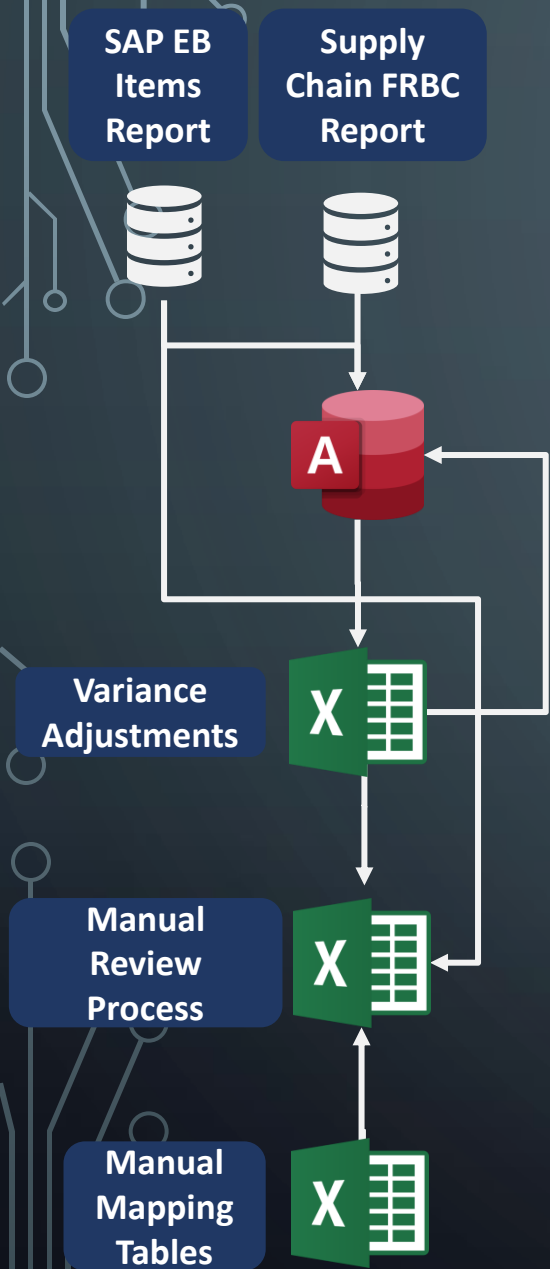 SAP EB
Items
Report
Supply
Chain FRBC
Report
A
Variance
Adjustments
X
Manual
Review
Process
X
Manual
Mapping
Tables
X